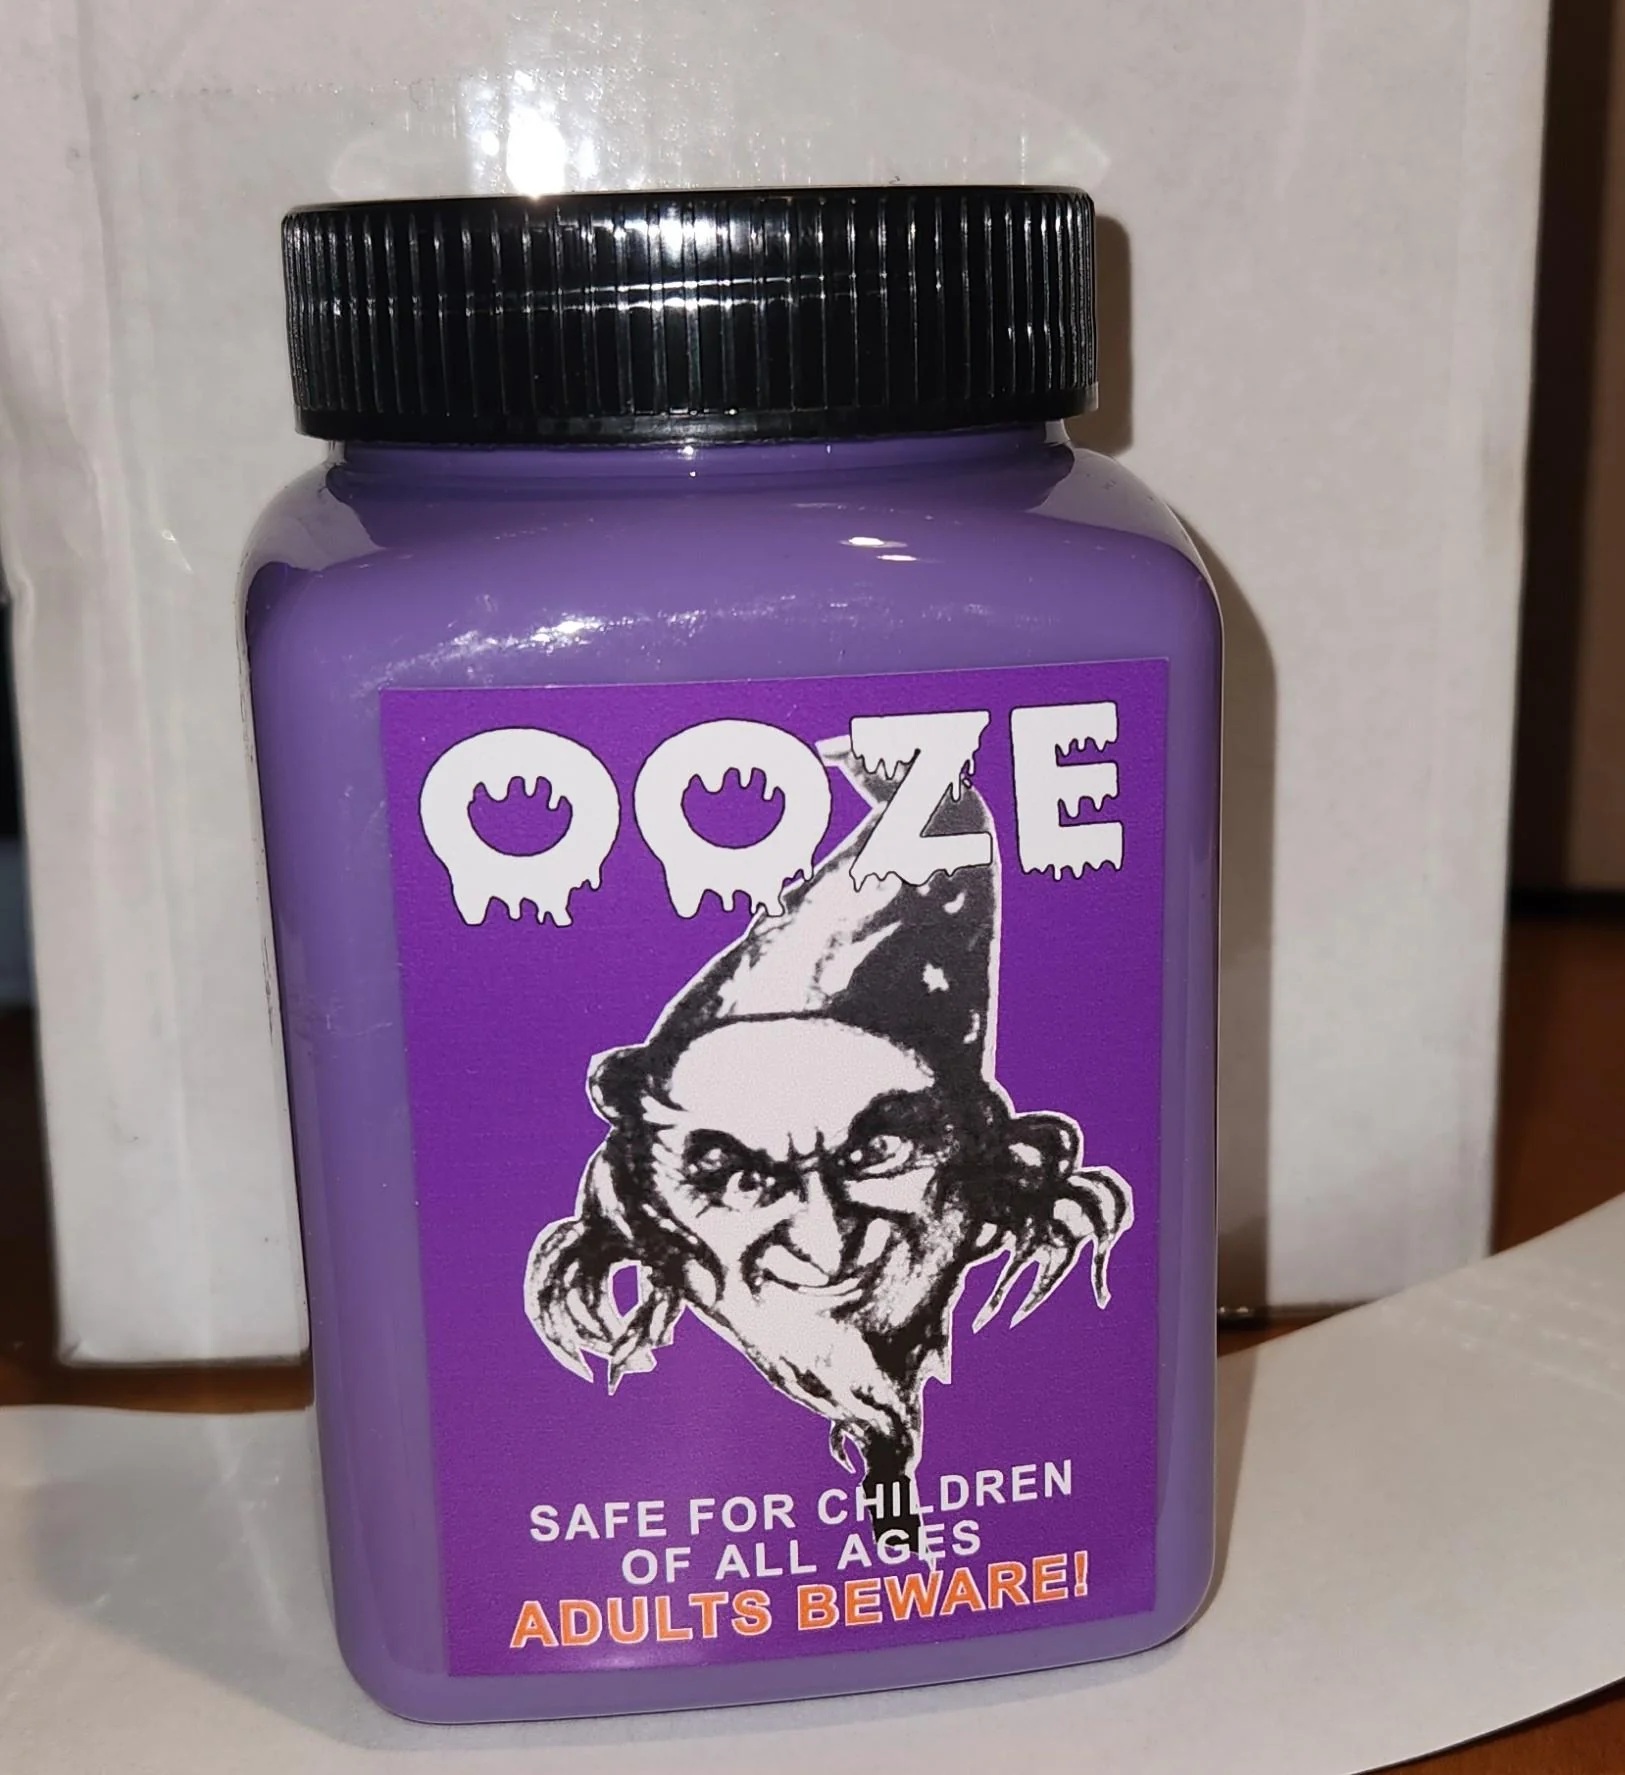 OOZE
SAFE FOR CHILDREN
OF ALL AGES
ADULTS BEWARE!